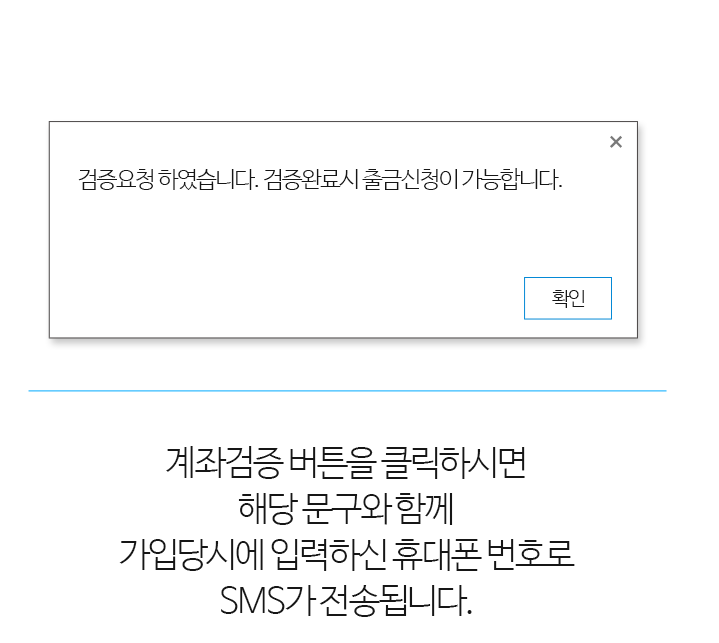 검증요청 하였습니다. 검증완료시 출금신청이 가능합니다.
확인
계좌검증 버튼을 클릭하시면
해당 문구와 함께
가입당시에 입력하신 휴대폰 번호로
SMS가 전송됩니다.